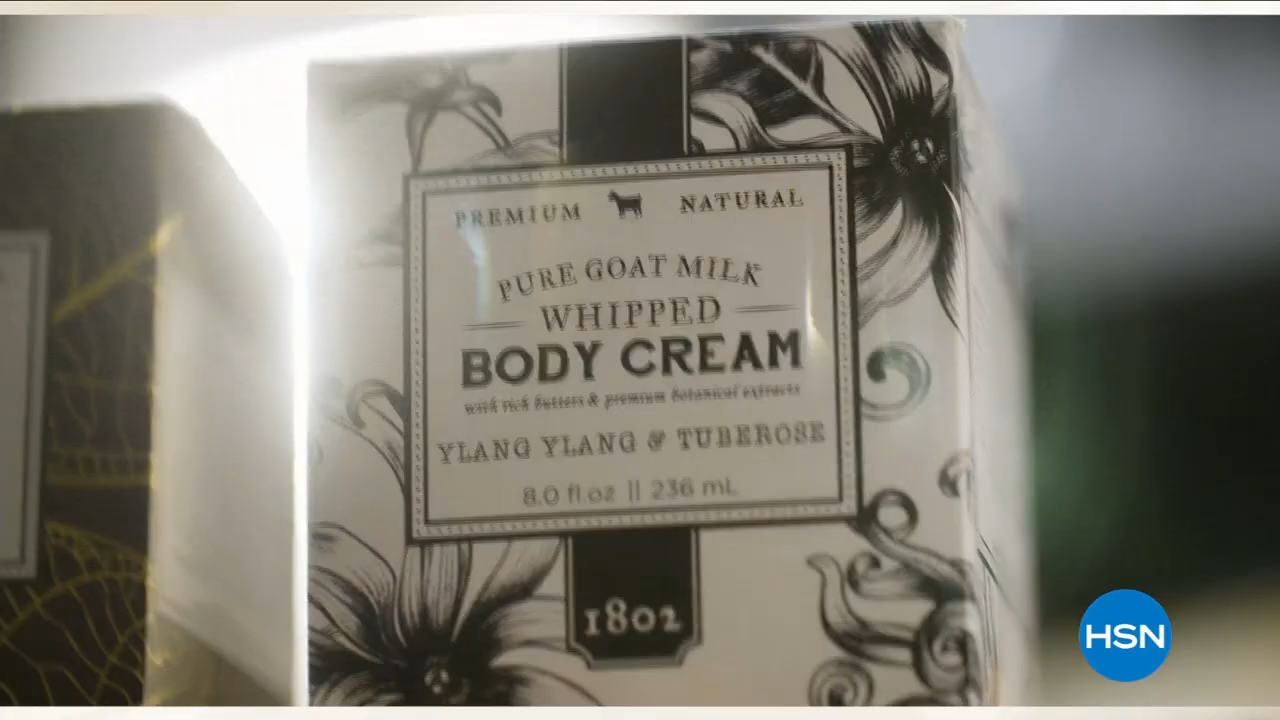 PREMIUM NATURAL
PURE GOAT MILK
WHIPPED
BODY CREAM
with rich butters & premium botanical extracts
YLANG YLANG & TUBEROSE
8.0 fl.oz || 236 mL
1802
HSN